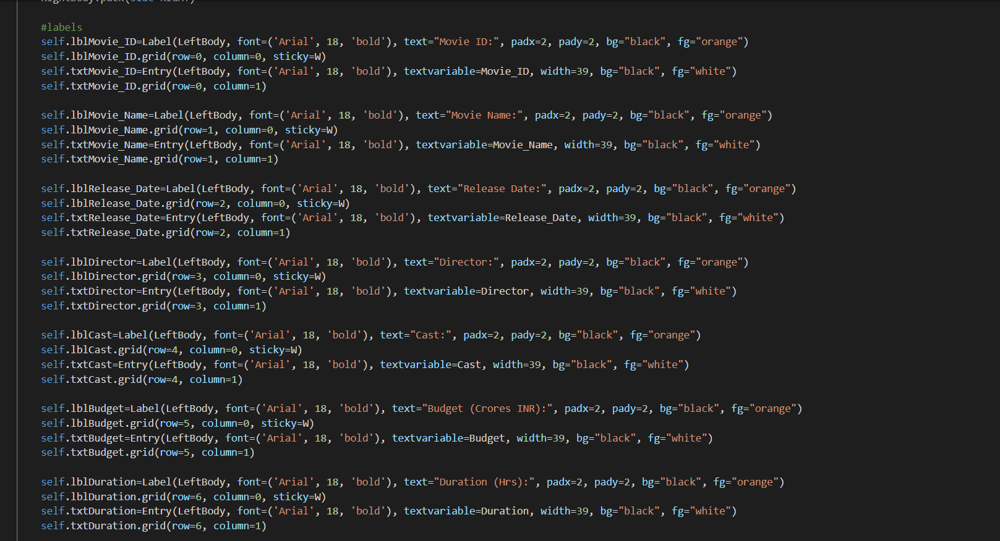 #labels
self.lblMovie_ID=Label(LeftBody, font=('Arial', 18, 'bold'), text="Movie ID:", padx=2, pady=2, bg="black", fg="orange")
self.lblMovie_ID.grid(row=0, column=0, sticky=W)
self.txtMovie_ID=Entry(LeftBody, font=('Arial', 18, 'bold'), textvariable=Movie_ID, width=39, bg="black", fg="white")
self.txtMovie_ID.grid(row=0, column=1)
self.lblMovie_Name=Label(LeftBody, font=('Arial', 18, 'bold'), text="Movie Name:", padx=2, pady=2, bg="black", fg="orange")
self.lblMovie_Name.grid(row=1, column=0, sticky=W)
self.txtMovie_Name=Entry(LeftBody, font=('Arial', 18, 'bold'), textvariable=Movie_Name, width=39, bg="black", fg="white")
self.txtMovie_Name.grid(row=1, column=1)
self.lblRelease_Date=Label(LeftBody, font=('Arial', 18, 'bold'), text="Release Date:", padx=2, pady=2, bg="black", fg="orange")
self.lblRelease_Date.grid(row=2, column=0, sticky=W)
self.txtRelease_Date=Entry(LeftBody, font=('Arial', 18, 'bold'), textvariable=Release_Date, width=39, bg="black", fg="white")
self.txtRelease_Date.grid(row=2, column=1)
self.lblDirector=Label(LeftBody, font=('Arial', 18, 'bold'), text="Director:", padx=2, pady=2, bg="black", fg="orange")
self.lblDirector.grid(row=3, column=0, sticky=W)
self.txtDirector=Entry(LeftBody, font=('Arial', 18, 'bold'), textvariable=Director, width=39, bg="black", fg="white")
self.txtDirector.grid(row=3, column=1)
self.lblCast=Label(LeftBody, font=('Arial', 18, 'bold'), text="Cast:", padx=2, pady=2, bg="black", fg="orange")
self.lblCast.grid(row=4, column=0, sticky=W)
self.txtCast=Entry(LeftBody, font=('Arial', 18, 'bold'), textvariable=Cast, width=39, bg="black", fg="white")
self.txtCast.grid(row=4, column=1)
self.lblBudget=Label(LeftBody, font=('Arial', 18, 'bold'), text="Budget (Crores INR):", padx=2, pady=2, bg="black", fg="orange")
self.lblBudget.grid(row=5, column=0, sticky=W)
self.txtBudget=Entry(LeftBody, font=('Arial', 18, 'bold'), textvariable=Budget, width=39, bg="black", fg="white")
self.txtBudget.grid(row=5, column=1)
self.lblDuration=Label(LeftBody, font=('Arial', 18, 'bold'), text="Duration (Hrs):", padx=2, pady=2, bg="black", fg="orange")
self.lblDuration.grid(row=6, column=0, sticky=W)
self.txtDuration=Entry(LeftBody, font=('Arial', 18, 'bold'), textvariable=Duration, width=39, bg="black", fg="white")
self.txtDuration.grid(row=6, column=1)